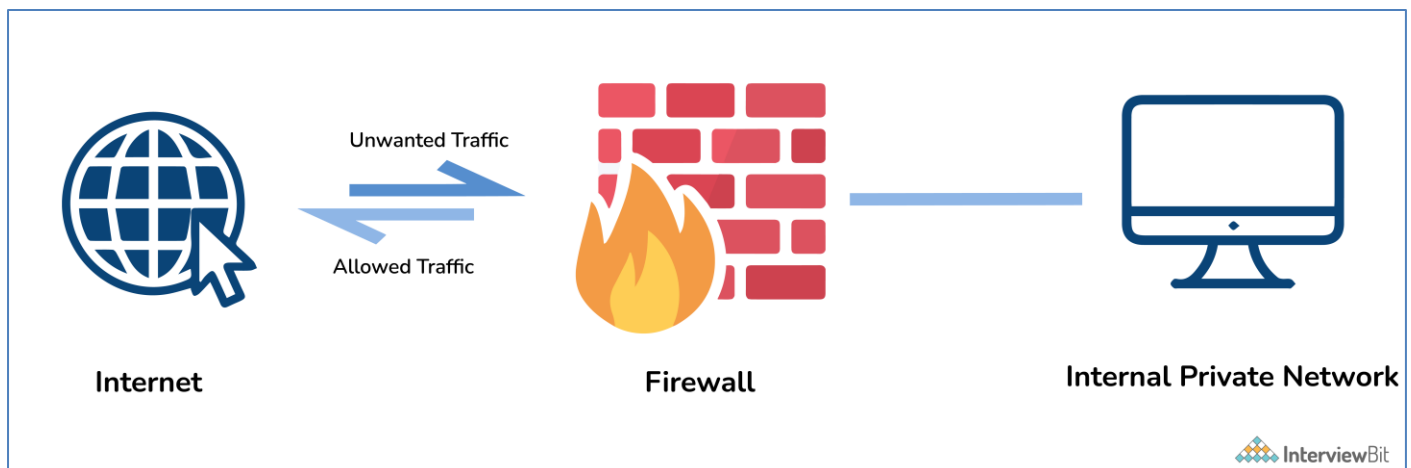 Unwanted Traffic
Allowed Traffic
Internet
Firewall
Internal Private Network
InterviewBit